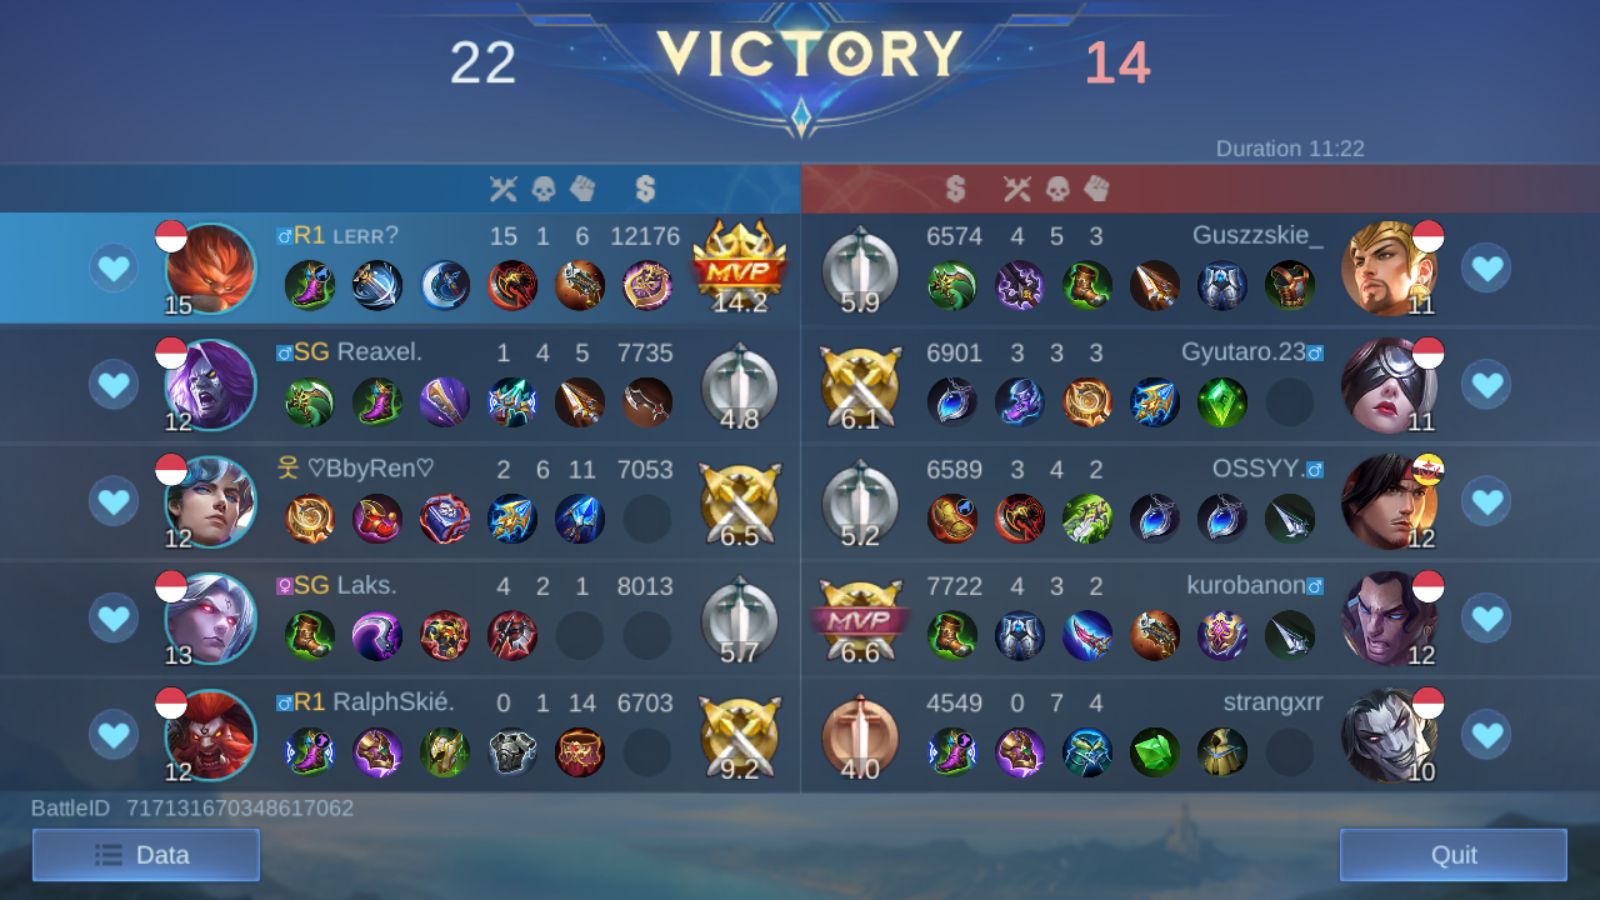 22 VICTORY 14
Duration 11:22
♂R1 LERR? 15 1 6 12176
15 MVP 14.2
5.9 6574 4 5 3 Guszzskie_
11
♂SG Reaxel. 1 4 5 7735
12 4.8
6.1 6901 3 3 3 Gyutaro.23♂
11
웃 ♡BbyRen♡ 2 6 11 7053
12 6.5
5.2 6589 3 4 2 OSSYY.♂
12
♀SG Laks. 4 2 1 8013
13 5.7
MVP 6.6 7722 4 3 2 kurobanon♂
12
♂R1 RalphSkié. 0 1 14 6703
12 9.2
4.0 4549 0 7 4 strangxrr
10
BattleID 717131670348617062
Data
Quit